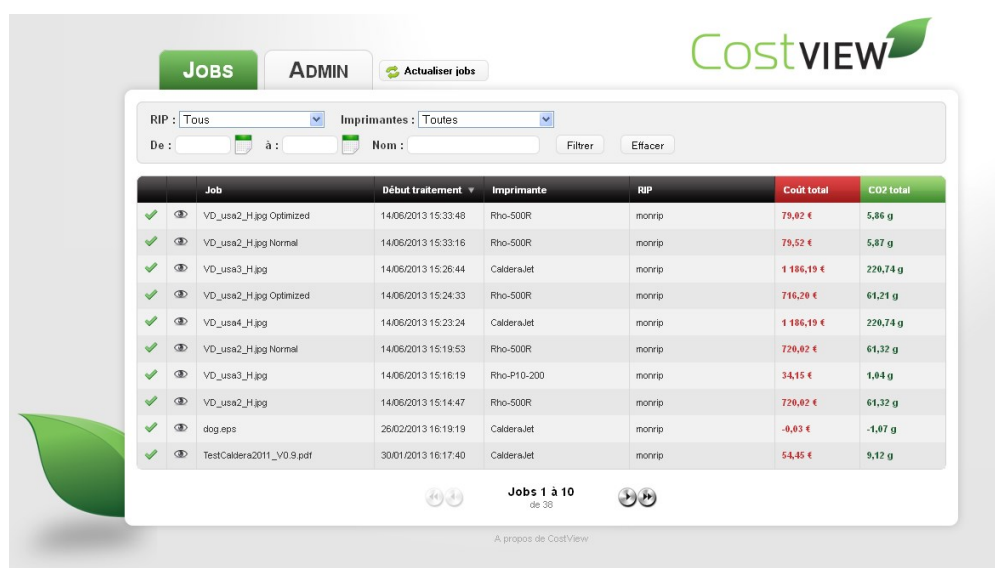 CostVIEW
JOBS ADMIN Actualiser jobs
RIP : Tous Imprimantes : Toutes
De : à : Nom : Filtrer Effacer
Job Début traitement Imprimante RIP Coût total CO2 total
VD_usa2_H.jpg Optimized 14/06/2013 15:33:48 Rho-500R monrip 79,02 € 5,86 g
VD_usa2_H.jpg Normal 14/06/2013 15:33:16 Rho-500R monrip 79,52 € 5,87 g
VD_usa3_H.jpg 14/06/2013 15:26:44 CalderaJet monrip 1 186,19 € 220,74 g
VD_usa2_H.jpg Optimized 14/06/2013 15:24:33 Rho-500R monrip 716,20 € 61,21 g
VD_usa4_H.jpg 14/06/2013 15:23:24 CalderaJet monrip 1 186,19 € 220,74 g
VD_usa2_H.jpg Normal 14/06/2013 15:19:53 Rho-500R monrip 720,02 € 61,32 g
VD_usa3_H.jpg 14/06/2013 15:16:19 Rho-P10-200 monrip 34,15 € 1,04 g
VD_usa2_H.jpg 14/06/2013 15:14:47 Rho-500R monrip 720,02 € 61,32 g
dog.eps 26/02/2013 16:19:19 CalderaJet monrip -0,03 € -1,07 g
TestCaldera2011_V0.9.pdf 30/01/2013 16:17:40 CalderaJet monrip 54,45 € 9,12 g
Jobs 1 à 10
de 38
A propos de CostView